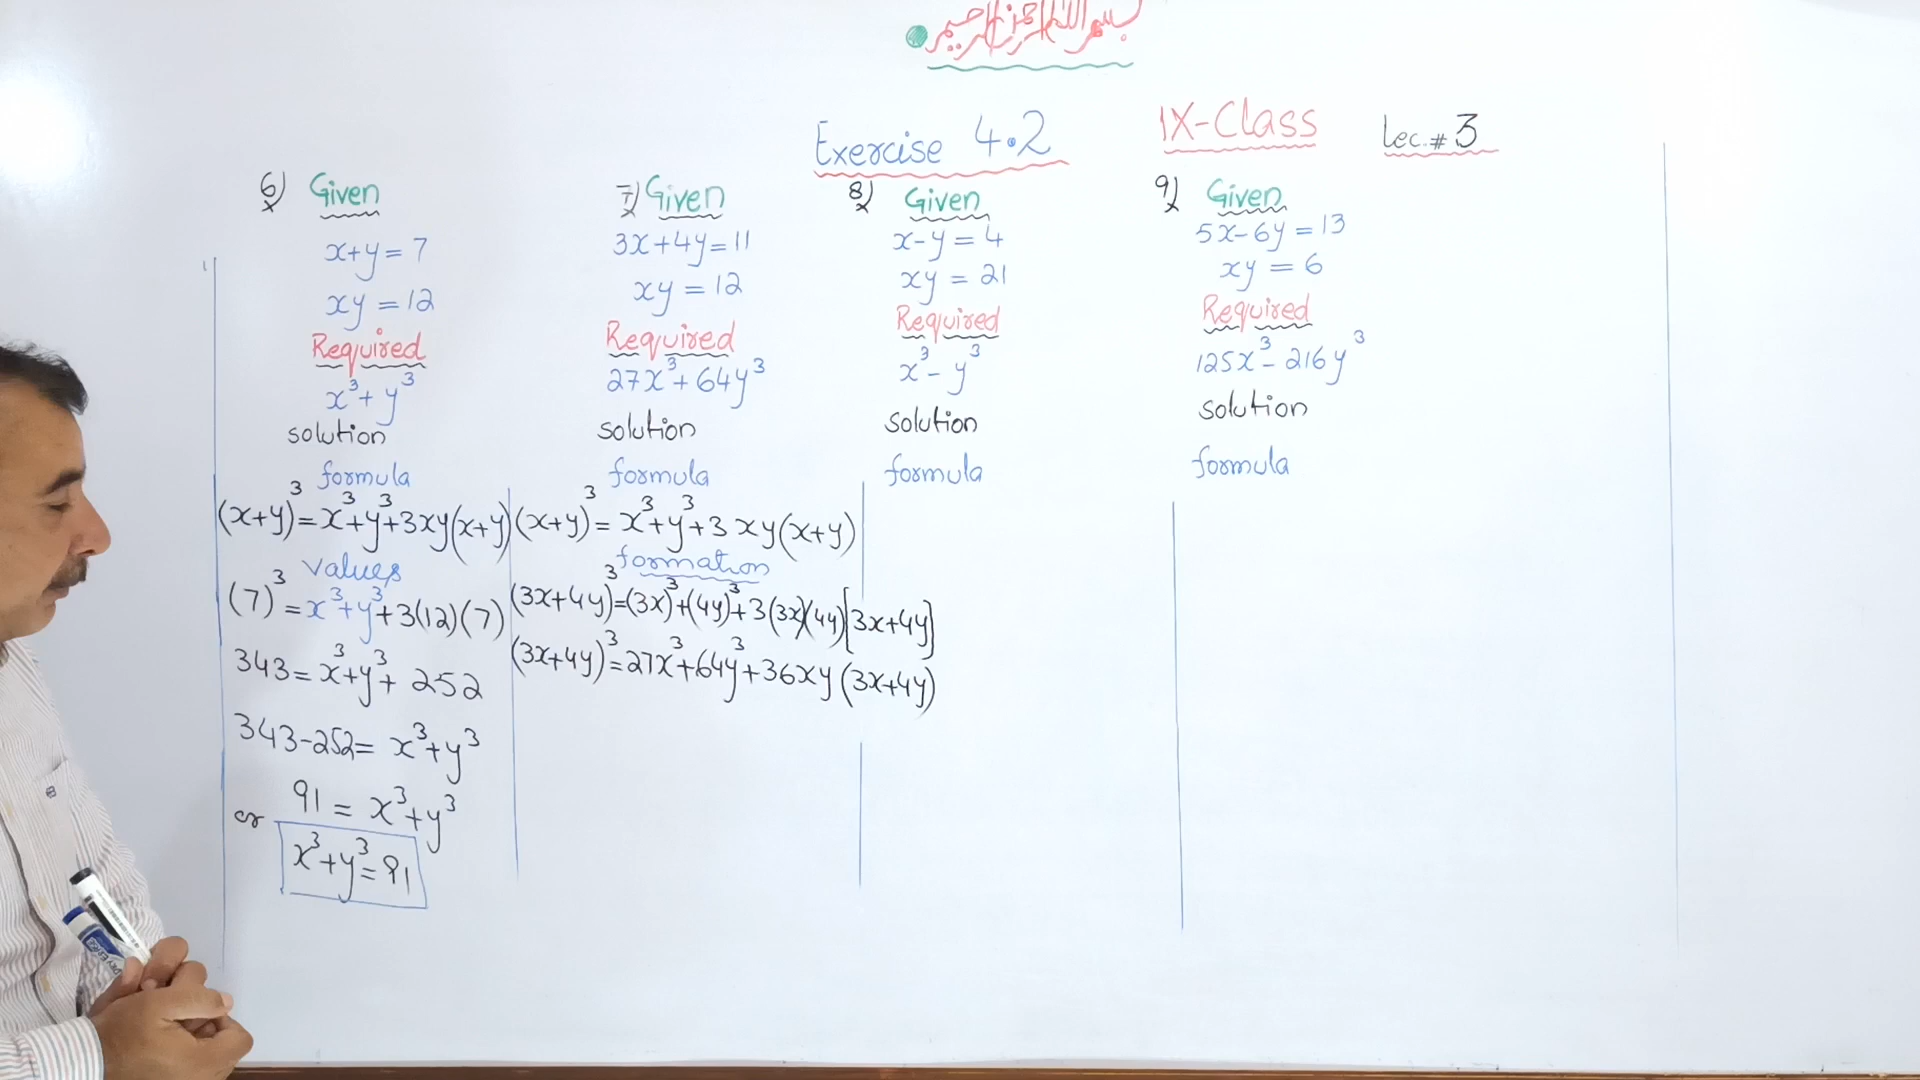 بسم اللہ الرحمن الرحیم
Exercise 4.2
IX-Class
Lec.# 3
6) Given
x+y=7
xy=12
Required
x³+y³
solution
formula
(x+y)³=x³+y³+3xy(x+y)
values
(7)³=x³+y³+3(12)(7)
343=x³+y³+252
343-252=x³+y³
91=x³+y³
or
x³+y³=91
7) Given
3x+4y=11
xy=12
Required
27x³+64y³
solution
formula
(x+y)³=x³+y³+3xy(x+y)
formation
(3x+4y)³=(3x)³+(4y)³+3(3x)(4y)[3x+4y]
(3x+4y)³=27x³+64y³+36xy(3x+4y)
8) Given
x-y=4
xy=21
Required
x³-y³
solution
formula
9) Given
5x-6y=13
xy=6
Required
125x³-216y³
solution
formula